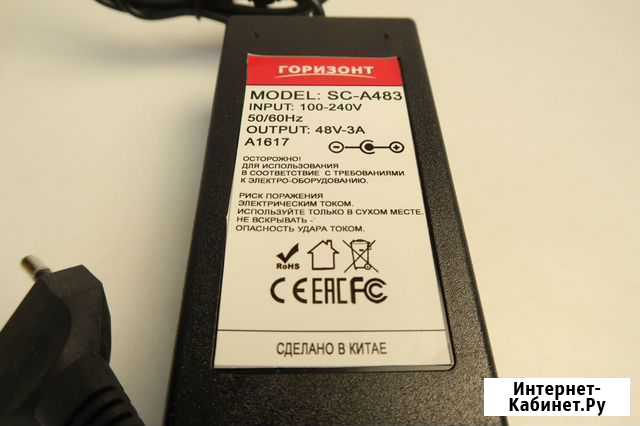 ГОРИЗОНТ
MODEL: SC-A483
INPUT: 100-240V
50/60Hz
OUTPUT: 48V-3A
A1617
ОСТОРОЖНО!
ДЛЯ ИСПОЛЬЗОВАНИЯ
В СООТВЕТСТВИЕ С ТРЕБОВАНИЯМИ
К ЭЛЕКТРО-ОБОРУДОВАНИЮ.
РИСК ПОРАЖЕНИЯ
ЭЛЕКТРИЧЕСКИМ ТОКОМ.
ИСПОЛЬЗУЙТЕ ТОЛЬКО В СУХОМ МЕСТЕ.
НЕ ВСКРЫВАТЬ -
ОПАСНОСТЬ УДАРА ТОКОМ.
RoHS
CE EAC FC
СДЕЛАНО В КИТАЕ
Интернет-
Кабинет.Ру